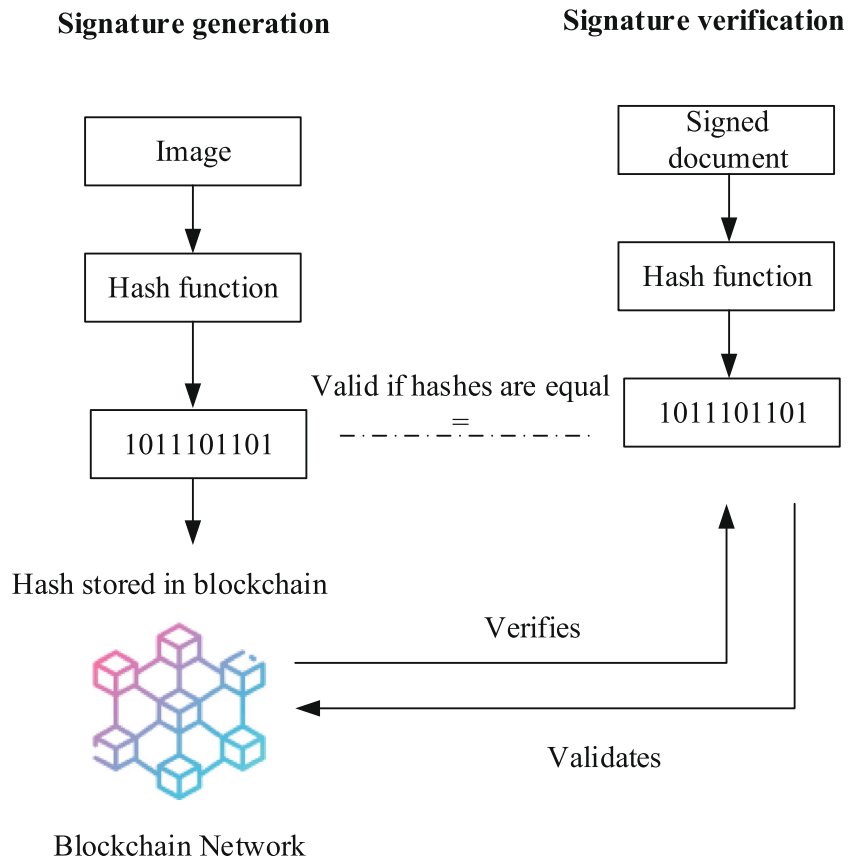 Signature generation
Signature verification
Image
Hash function
1011101101
Hash stored in blockchain
Signed
document
Hash function
1011101101
Valid if hashes are equal
=
Verifies
Validates
Blockchain Network